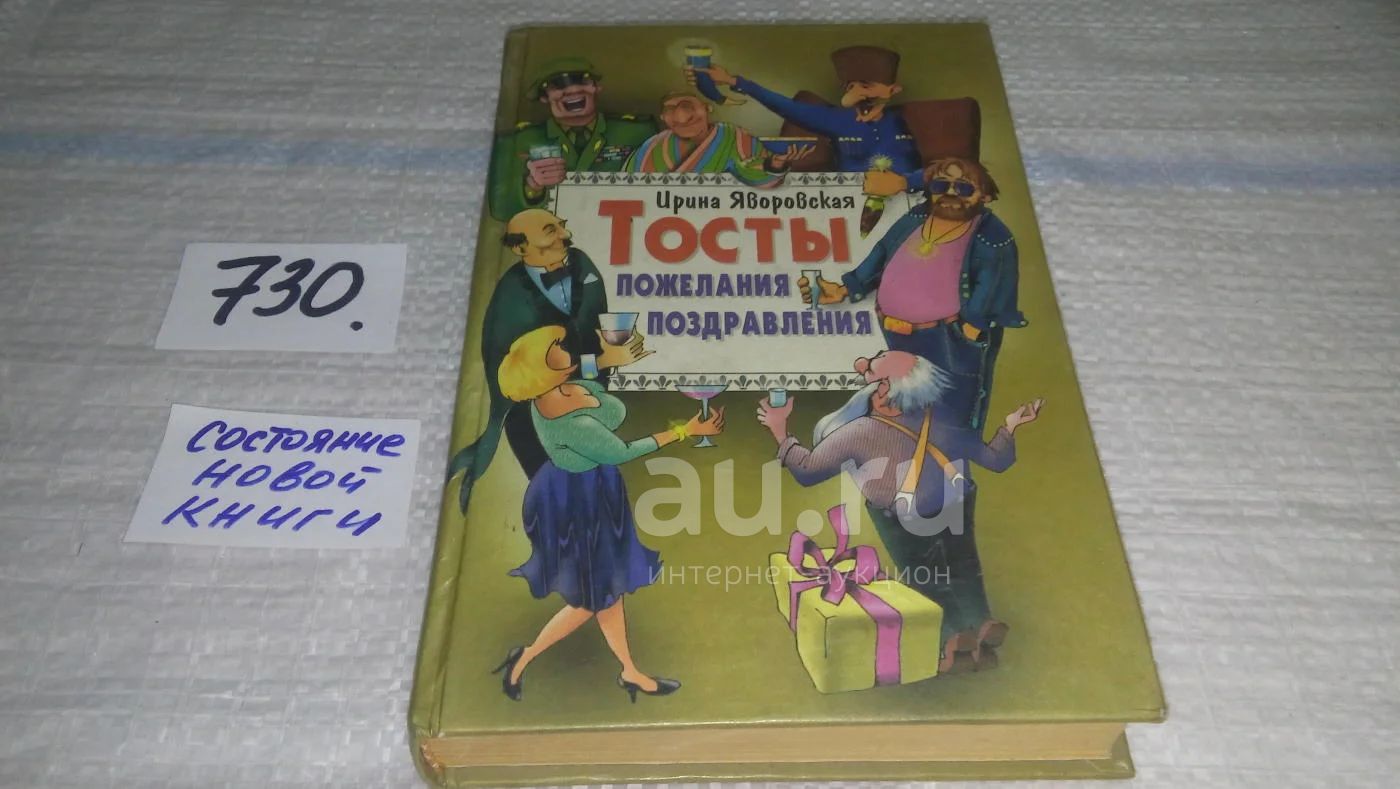 Ирина Яворовская
Тосты
пожелания
поздравления
730.
состояние
новой
книги
au.ru
интернет-аукцион